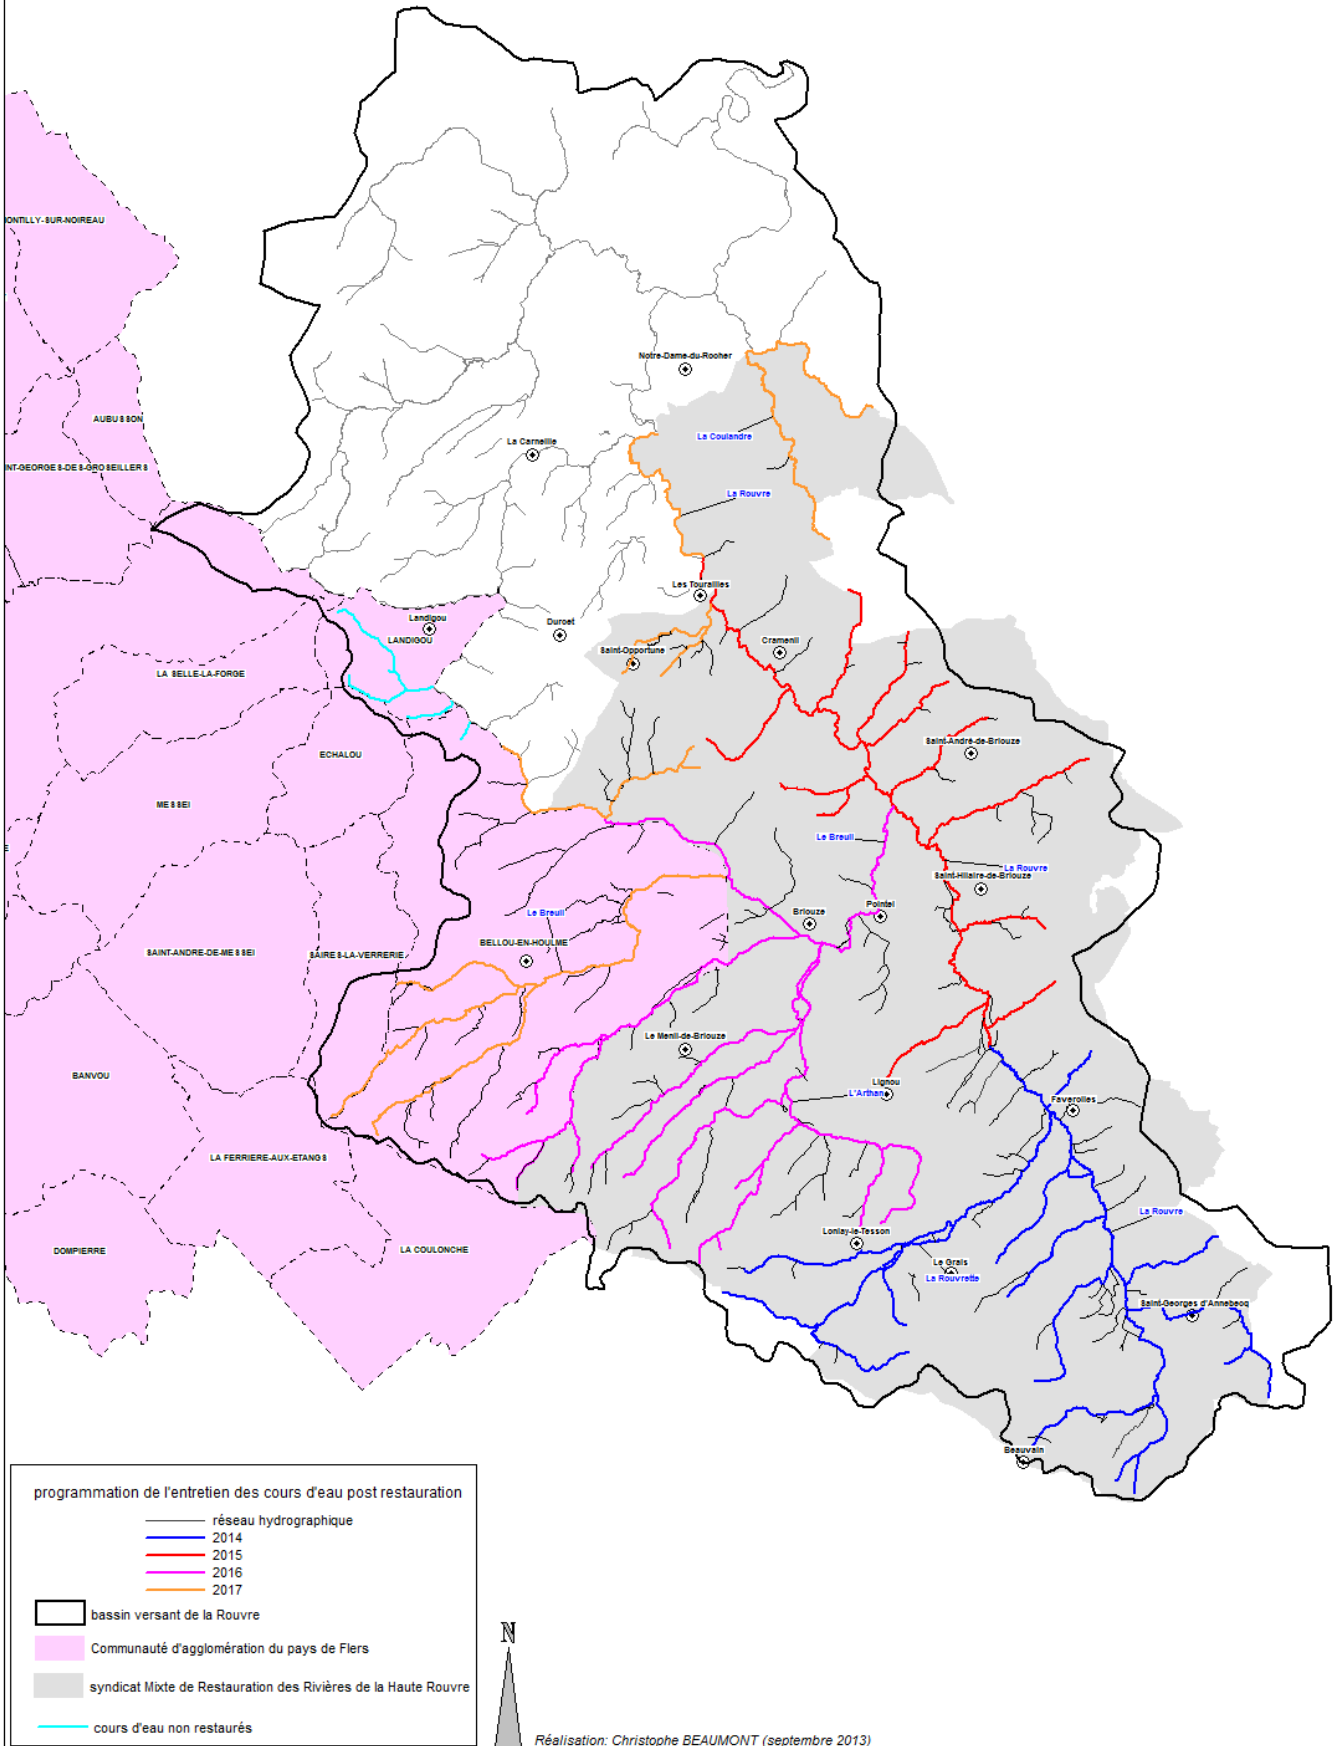 ONTILLY-SUR-NOIREAU
Notre-Dame-du-Rocher
AUBUSSON
La Coulandre
La Carneille
INT-GEORGES-DES-GROSEILLERS
La Rouvre
Les Tourailles
Landigou
Durcet
LANDIGOU
Cramenil
Saint-Opportune
LA SELLE-LA-FORGE
Saint-André-de-Briouze
ECHALOU
MESSEI
Le Breuil
E
La Rouvre
Saint-Hilaire-de-Briouze
Pointel
Briouze
Le Breuil
BELLOU-EN-HOULME
SAINT-ANDRE-DE-MESSEI
SAIRES-LA-VERRERIE
Le Menil-de-Briouze
BANVOU
Lignou
L'Arthan
Faverolles
LA FERRIERE-AUX-ETANGS
La Rouvre
Lonlay-le-Tesson
DOMPIERRE
LA COULONCHE
Le Grais
La Rouvrette
Saint-Georges d'Annebecq
Beauvain
programmation de l'entretien des cours d'eau post restauration
réseau hydrographique
2014
2015
2016
2017
bassin versant de la Rouvre
Communauté d'agglomération du pays de Flers
syndicat Mixte de Restauration des Rivières de la Haute Rouvre
cours d'eau non restaurés
N
Réalisation: Christophe BEAUMONT (septembre 2013)